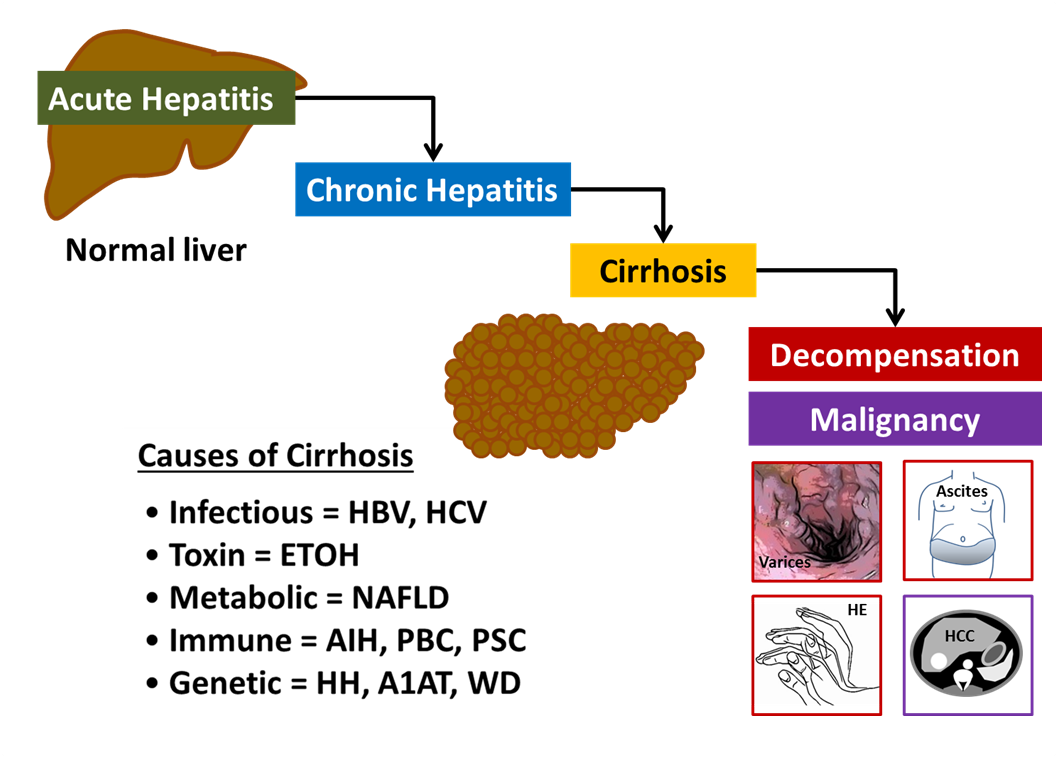 Acute Hepatitis
Chronic Hepatitis
Normal liver
Cirrhosis
Decompensation
Malignancy
Causes of Cirrhosis
• Infectious = HBV, HCV
• Toxin = ETOH
• Metabolic = NAFLD
• Immune = AIH, PBC, PSC
• Genetic = HH, A1AT, WD
Varices
Ascites
HE
HCC